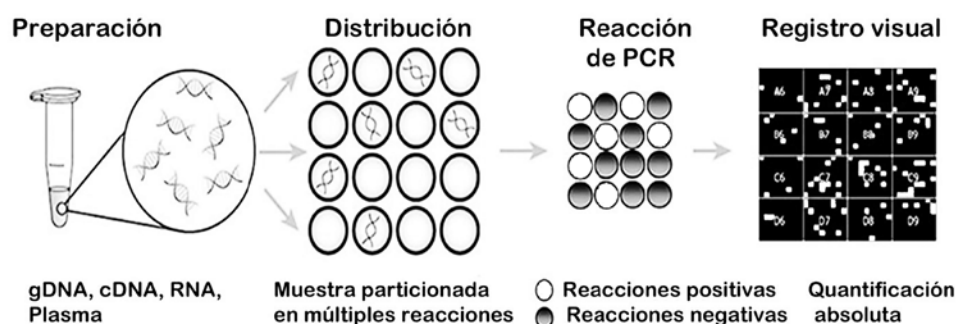 Preparación
Distribución
Reacción
de PCR
Registro visual
A6 A7 A8 A9
B6 B7 B8 B9
C6 C7 C8 C9
D6 D7 D8 D9
gDNA, cDNA, RNA,
Plasma
Muestra particionada
en múltiples reacciones
Reacciones positivas
Reacciones negativas
Quantificación
absoluta